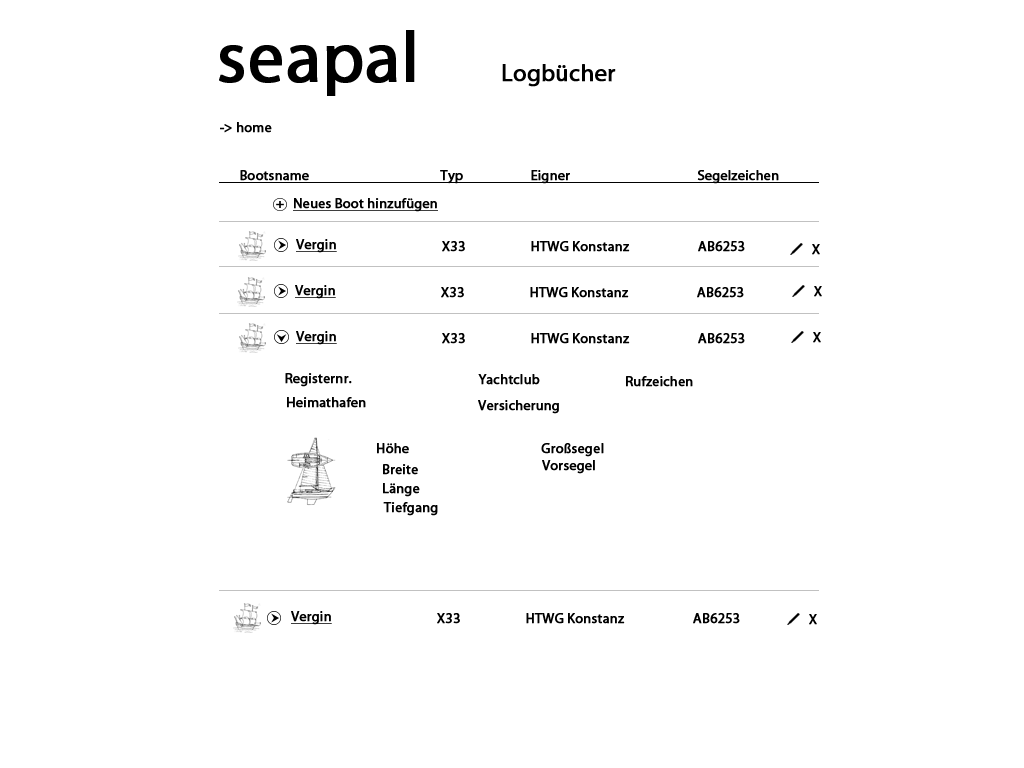 seapal
Logbücher
-> home
Bootsname Typ Eigner Segelzeichen
Neues Boot hinzufügen
Vergin X33 HTWG Konstanz AB6253 X
Vergin X33 HTWG Konstanz AB6253 X
Vergin X33 HTWG Konstanz AB6253 X
Registernr. Yachtclub Rufzeichen
Heimathafen Versicherung
Höhe Großsegel
Breite Vorsegel
Länge
Tiefgang
Vergin X33 HTWG Konstanz AB6253 X